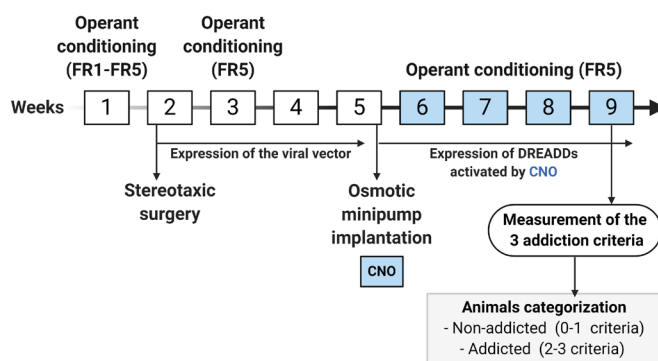 Operant
conditioning
(FR1-FR5)
Operant
conditioning
(FR5)
Operant conditioning (FR5)
Weeks 1 2 3 4 5 6 7 8 9
Expression of the viral vector
Expression of DREADDs
activated by CNO
Stereotaxic
surgery
Osmotic
minipump
implantation
CNO
Measurement of the
3 addiction criteria
Animals categorization
- Non-addicted (0-1 criteria)
- Addicted (2-3 criteria)